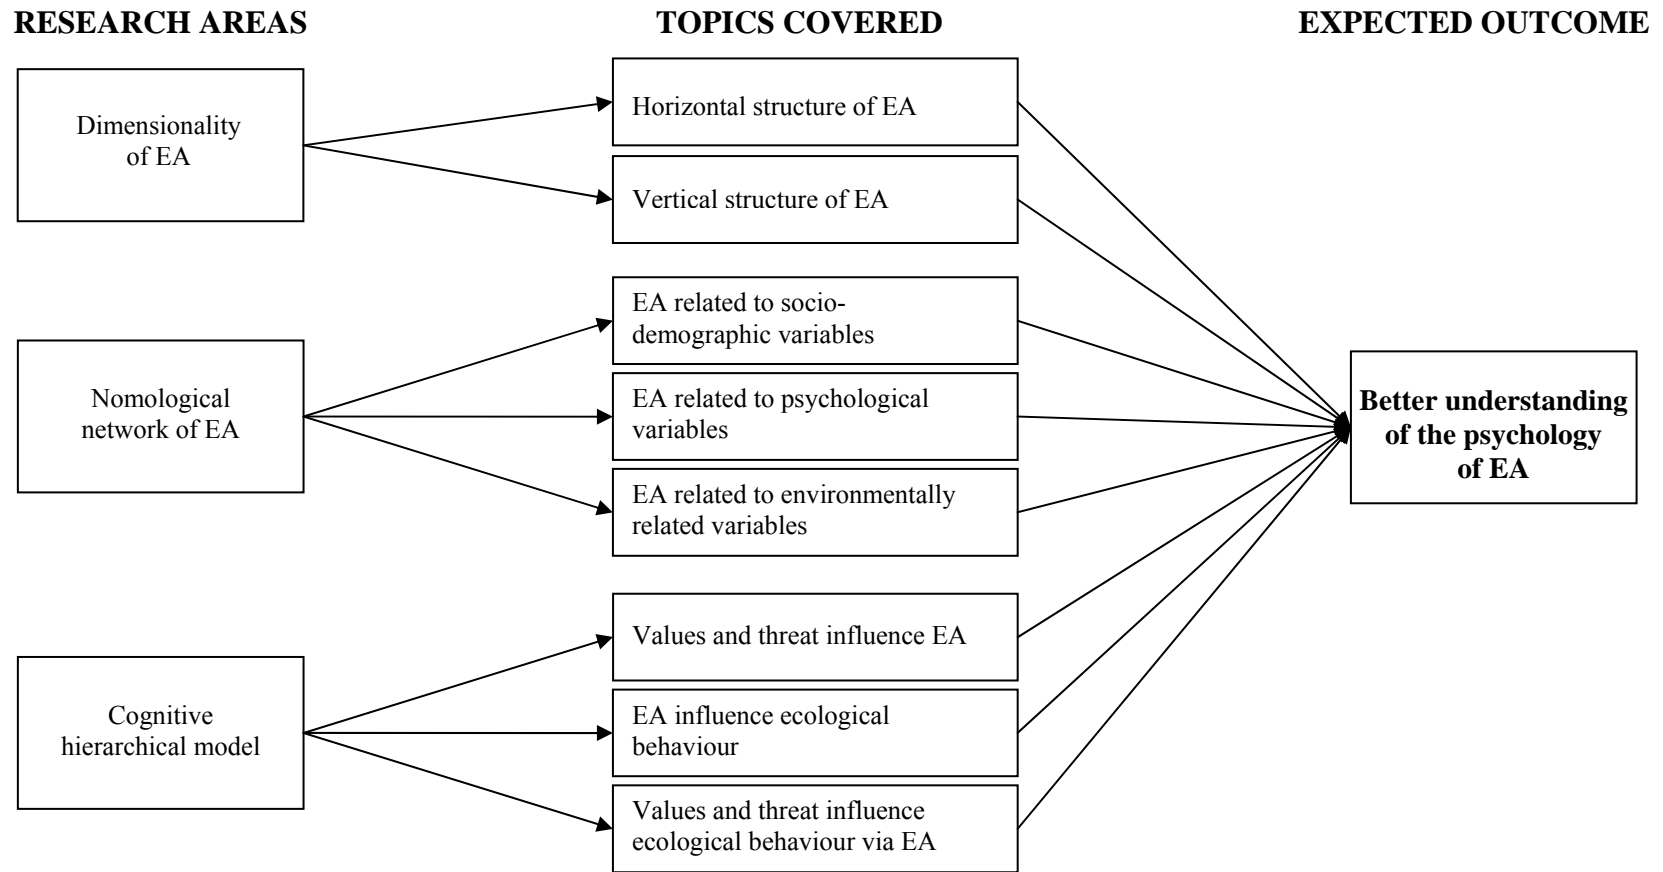 RESEARCH AREAS
TOPICS COVERED
EXPECTED OUTCOME
Dimensionality
of EA
Horizontal structure of EA
Vertical structure of EA
Nomological
network of EA
EA related to socio-
demographic variables
EA related to psychological
variables
EA related to environmentally
related variables
Cognitive
hierarchical model
Values and threat influence EA
EA influence ecological
behaviour
Values and threat influence
ecological behaviour via EA
Better understanding
of the psychology
of EA